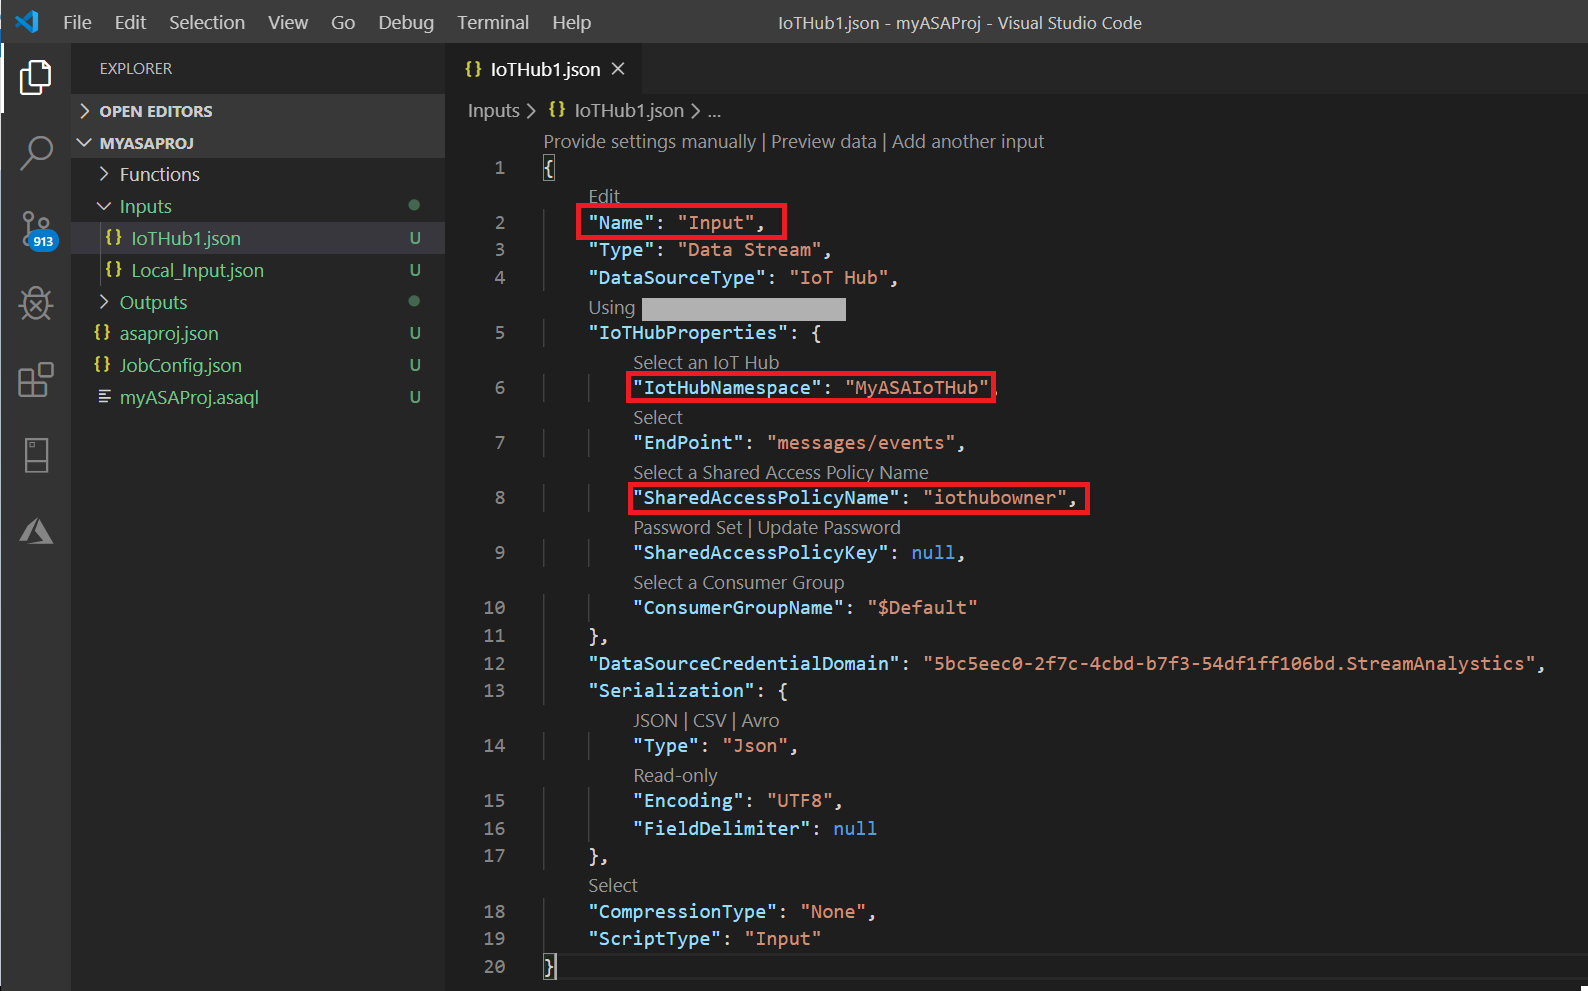 File Edit Selection View Go Debug Terminal Help IoTHub1.json - myASAProj - Visual Studio Code
EXPLORER
OPEN EDITORS
MYASAPROJ
Functions
Inputs
IoTHub1.json U
Local_Input.json U
Outputs
asaproj.json U
JobConfig.json U
myASAProj.asaql U
913
{} IoTHub1.json ×
Inputs > {} IoTHub1.json > ...
Provide settings manually | Preview data | Add another input
1 {
Edit
2 "Name": "Input",
3 "Type": "Data Stream",
4 "DataSourceType": "IoT Hub",
Using
5 "IoTHubProperties": {
Select an IoT Hub
6 "IotHubNamespace": "MyASAIoTHub",
Select
7 "EndPoint": "messages/events",
Select a Shared Access Policy Name
8 "SharedAccessPolicyName": "iothubowner",
Password Set | Update Password
9 "SharedAccessPolicyKey": null,
Select a Consumer Group
10 "ConsumerGroupName": "$Default"
11 },
12 "DataSourceCredentialDomain": "5bc5eec0-2f7c-4cbd-b7f3-54df1ff106bd.StreamAnalystics",
13 "Serialization": {
JSON | CSV | Avro
14 "Type": "Json",
Read-only
15 "Encoding": "UTF8",
16 "FieldDelimiter": null
17 },
Select
18 "CompressionType": "None",
19 "ScriptType": "Input"
20 }